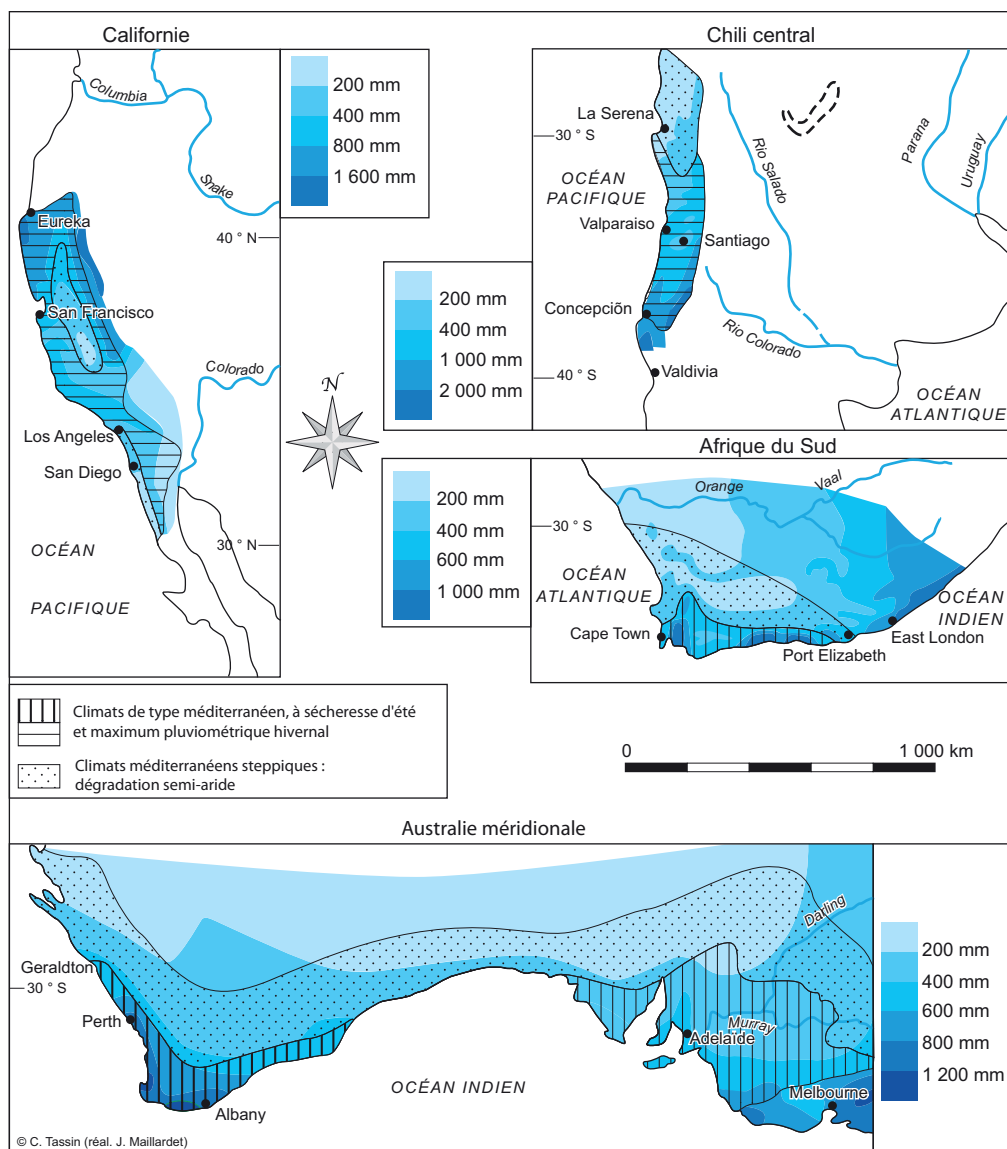 Californie
200 mm
400 mm
800 mm
1 600 mm
Columbia
Snake
Eureka
40 ° N
San Francisco
Colorado
Los Angeles
San Diego
30 ° N
OCÉAN
PACIFIQUE
N
Chili central
La Serena
30 ° S
OCÉAN
PACIFIQUE
Valparaiso
Santiago
Rio Salado
Parana
Uruguay
Concepciõn
Rio Colorado
Valdivia
40 ° S
OCÉAN
ATLANTIQUE
200 mm
400 mm
1 000 mm
2 000 mm
Afrique du Sud
200 mm
400 mm
600 mm
1 000 mm
Orange
Vaal
30 ° S
OCÉAN
ATLANTIQUE
OCÉAN
INDIEN
Cape Town
East London
Port Elizabeth
Climats de type méditerranéen, à sécheresse d'été
et maximum pluviométrique hivernal
Climats méditerranéens steppiques :
dégradation semi-aride
0
1 000 km
Australie méridionale
Darling
Geraldton
30 ° S
Perth
Murray
Adelaïde
OCÉAN INDIEN
Melbourne
Albany
200 mm
400 mm
600 mm
800 mm
1 200 mm
© C. Tassin (réal. J. Maillardet)